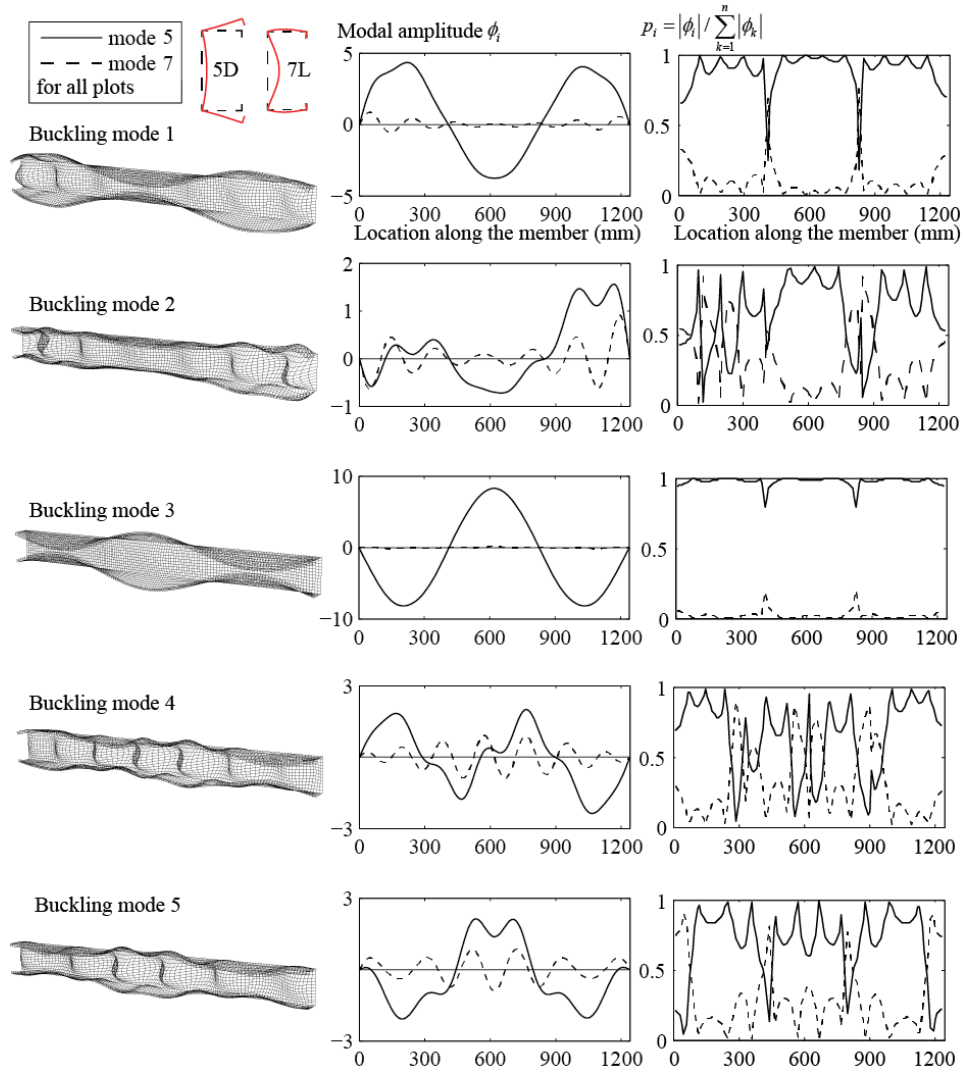 mode 5
mode 7
for all plots
5D
7L
Modal amplitude ϕ_i
p_i = |ϕ_i| / ∑_{k=1}^{n} |ϕ_k|
Buckling mode 1
5
0
−5
0 300 600 900 1200
Location along the member (mm)
1
0.5
0
0 300 600 900 1200
Location along the member (mm)
Buckling mode 2
2
1
0
−1
0 300 600 900 1200
1
0.5
0
0 300 600 900 1200
Buckling mode 3
10
0
−10
0 300 600 900 1200
1
0.5
0
0 300 600 900 1200
Buckling mode 4
3
−3
0 300 600 900 1200
1
0.5
0
0 300 600 900 1200
Buckling mode 5
3
0
−3
0 300 600 900 1200
1
0.5
0
0 300 600 900 1200